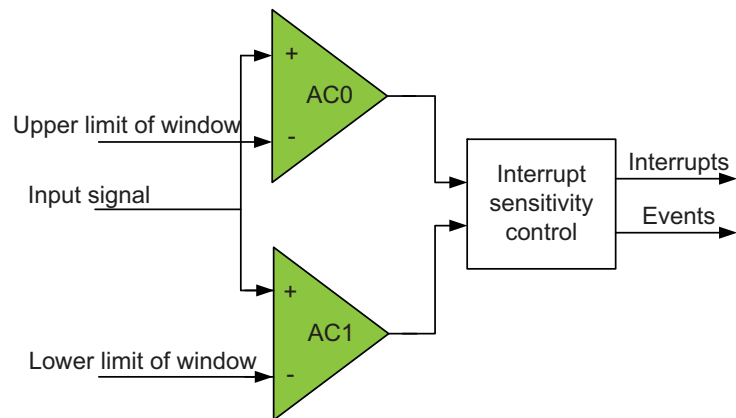 +
AC0
Upper limit of window
-
Interrupts
Input signal
Interrupt
sensitivity
control
Events
+
AC1
Lower limit of window
-